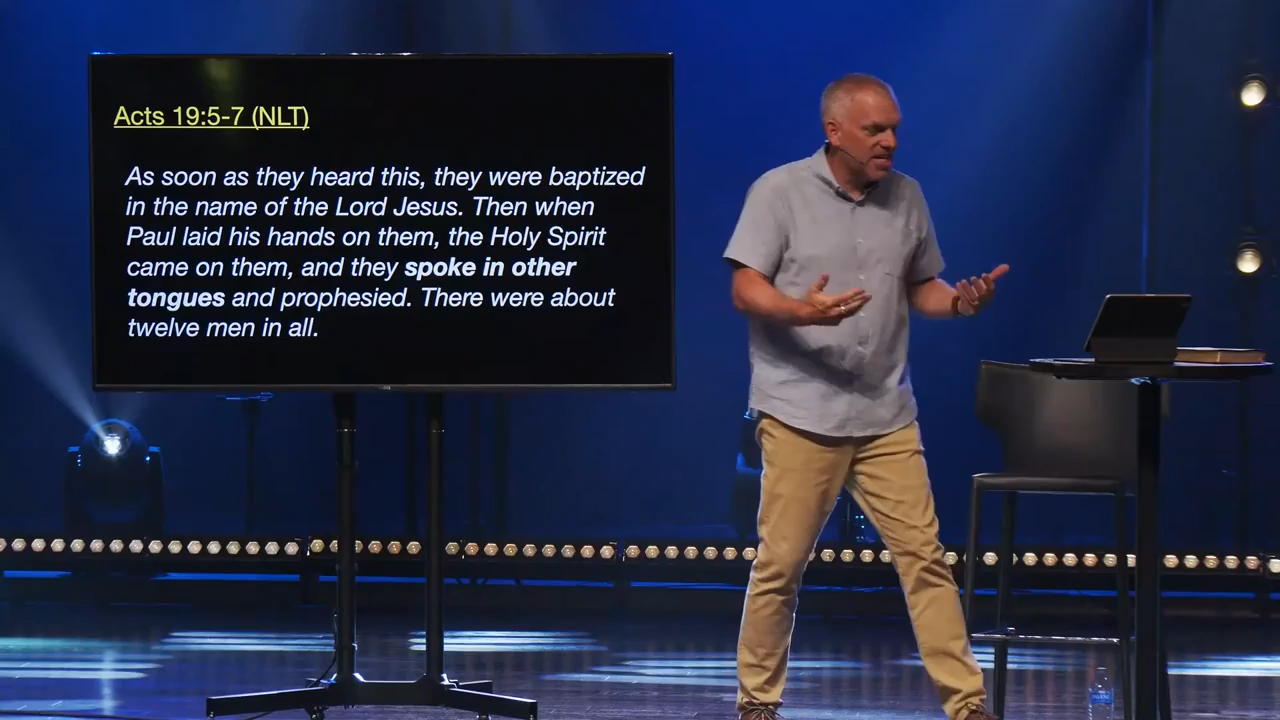 Acts 19:5-7 (NLT)
As soon as they heard this, they were baptized
in the name of the Lord Jesus. Then when
Paul laid his hands on them, the Holy Spirit
came on them, and they spoke in other
tongues and prophesied. There were about
twelve men in all.